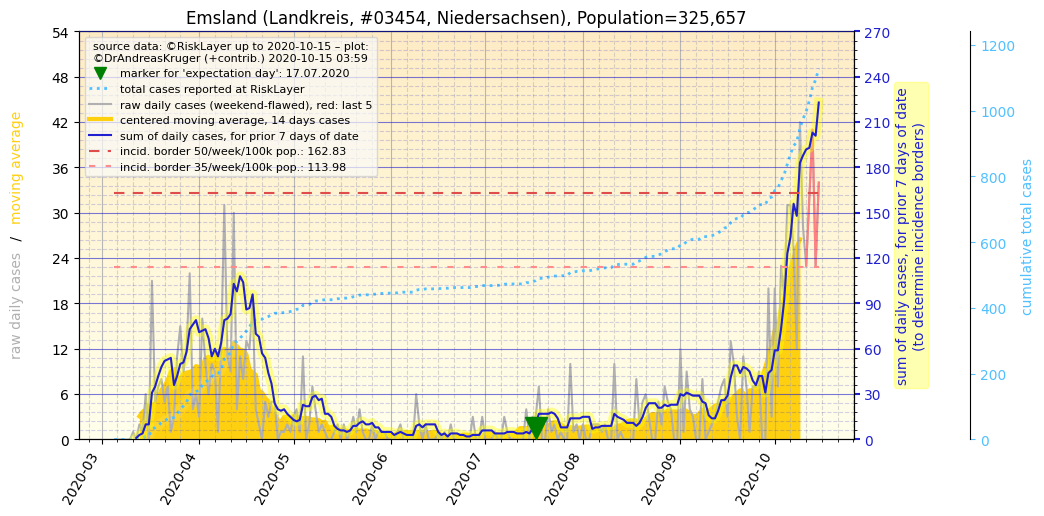 Emsland (Landkreis, #03454, Niedersachsen), Population=325,657
source data: ©RiskLayer up to 2020-10-15 – plot:
©DrAndreasKruger (+contrib.) 2020-10-15 03:59
marker for 'expectation day': 17.07.2020
total cases reported at RiskLayer
raw daily cases (weekend-flawed), red: last 5
centered moving average, 14 days cases
sum of daily cases, for prior 7 days of date
incid. border 50/week/100k pop.: 162.83
incid. border 35/week/100k pop.: 113.98
raw daily cases / moving average
54
48
42
36
30
24
18
12
6
0
2020-03
2020-04
2020-05
2020-06
2020-07
2020-08
2020-09
2020-10
270
240
210
180
150
120
90
60
30
0
sum of daily cases, for prior 7 days of date
(to determine incidence borders)
1200
1000
800
600
400
200
0
cumulative total cases